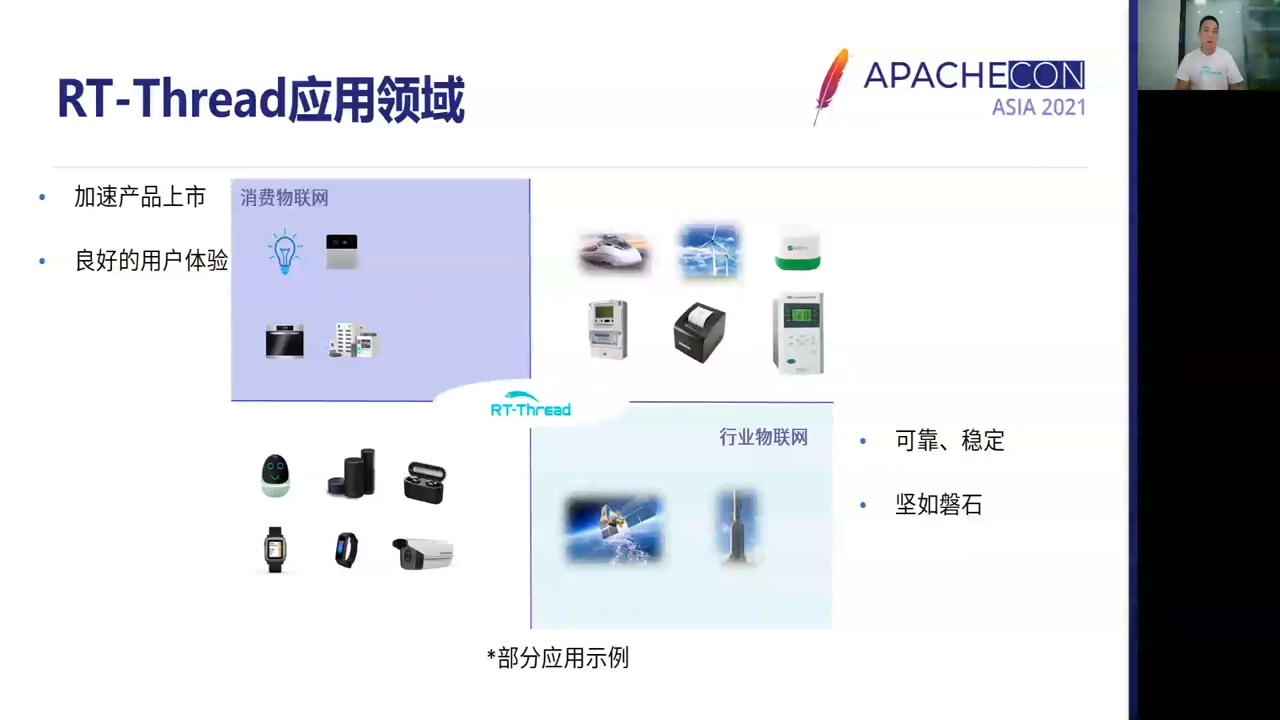 RT-Thread应用领域
APACHECON
ASIA 2021
加速产品上市
良好的用户体验
消费物联网
RT-Thread
行业物联网
可靠、稳定
坚如磐石
*部分应用示例